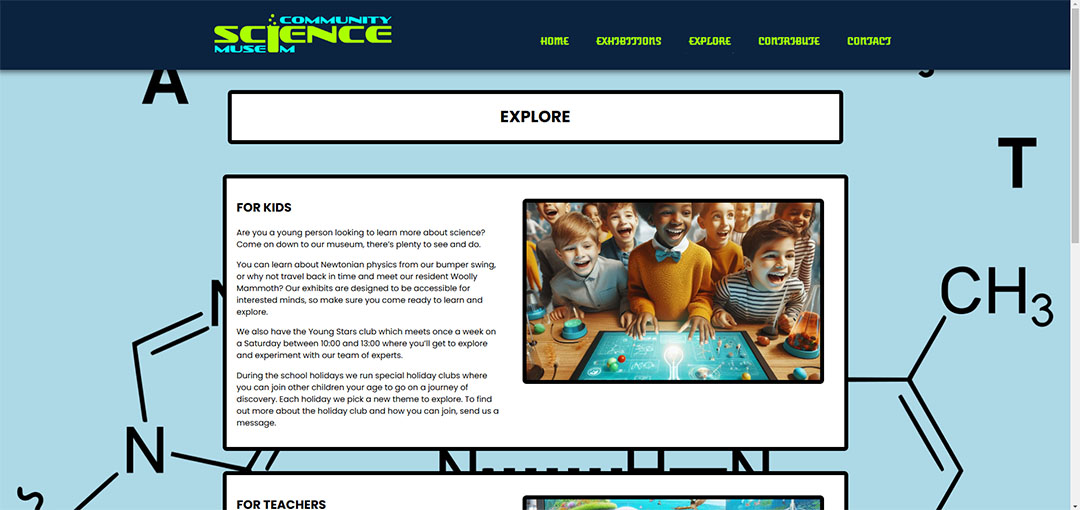 COMMUNITY
SCIENCE
MUSEUM
HOME EXHIBITIONS EXPLORE CONTRIBUTE CONTACT
A
T
EXPLORE
FOR KIDS
Are you a young person looking to learn more about science?
Come on down to our museum, there's plenty to see and do.
You can learn about Newtonian physics from our bumper swing,
or why not travel back in time and meet our resident Woolly
Mammoth? Our exhibits are designed to be accessible for
interested minds, so make sure you come ready to learn and
explore.
We also have the Young Stars club which meets once a week on
a Saturday between 10:00 and 13:00 where you'll get to explore
and experiment with our team of experts.
During the school holidays we run special holiday clubs where
you can join other children your age to go on a journey of
discovery. Each holiday we pick a new theme to explore. To find
out more about the holiday club and how you can join, send us a
message.
N
CH3
N
N H N
FOR TEACHERS